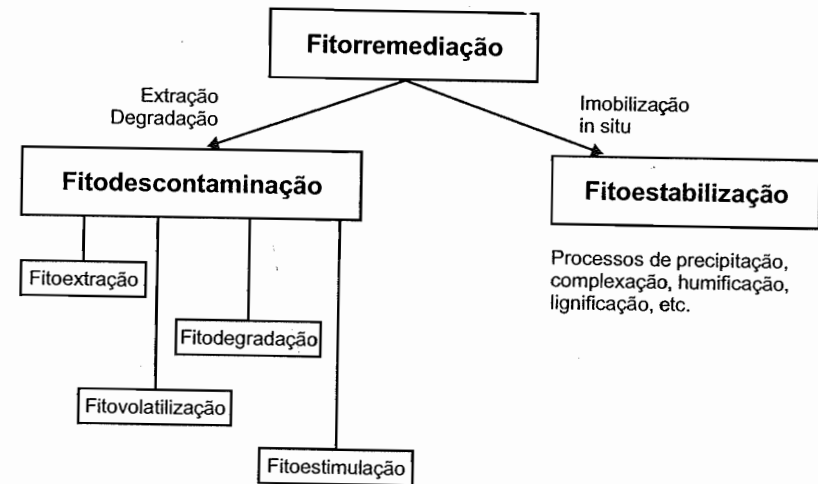 Fitorremediação
Extração
Degradação
Imobilização
in situ
Fitodescontaminação
Fitoestabilização
Processos de precipitação,
complexação, humificação,
lignificação, etc.
Fitoextração
Fitodegradação
Fitovolatilização
Fitoestimulação